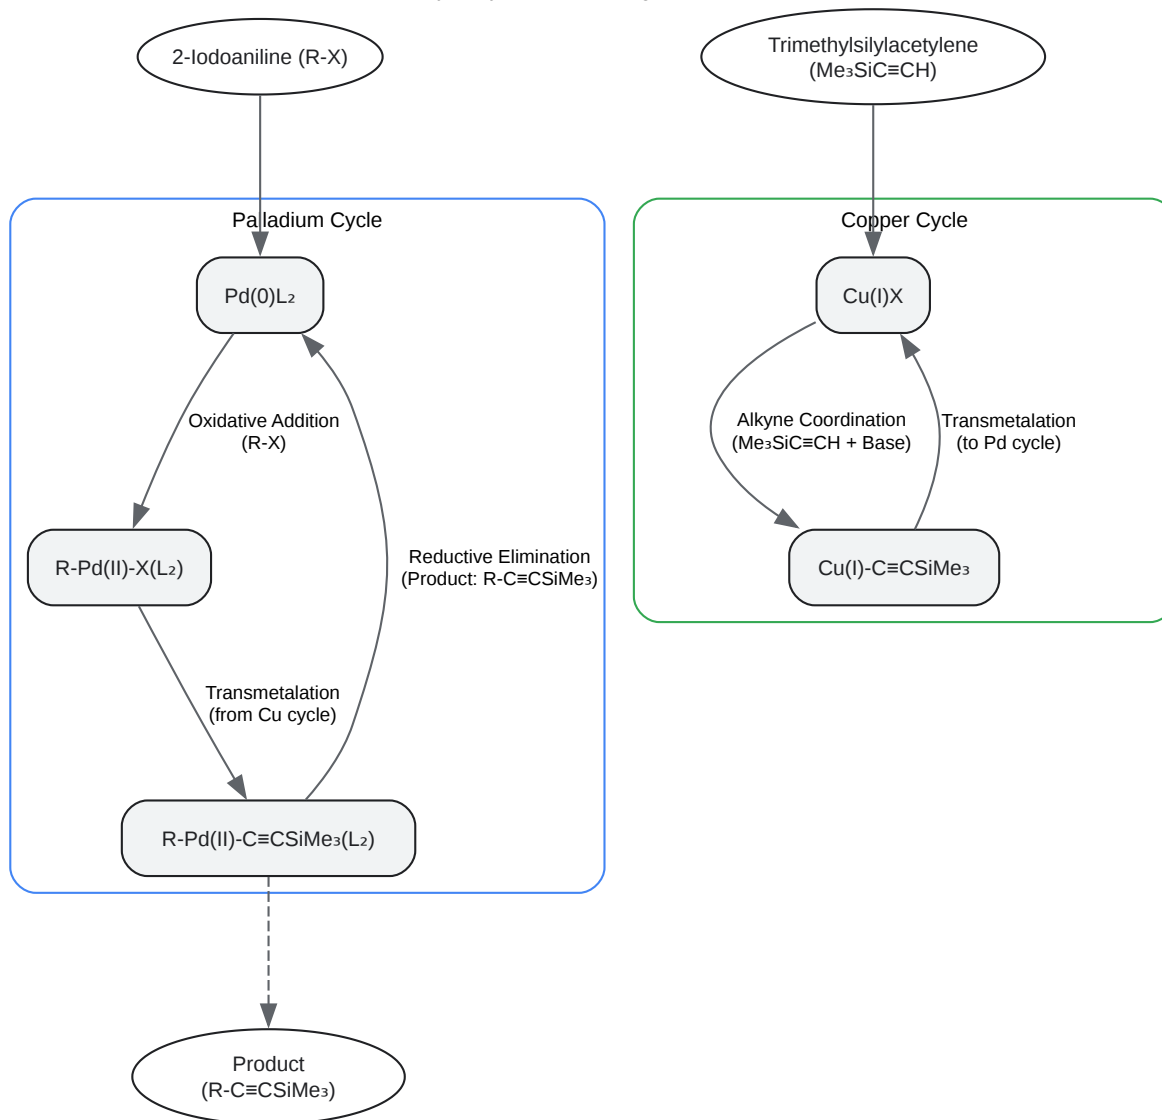 2-Iodoaniline (R-X)
Trimethylsilylacetylene
(Me₃SiC≡CH)
Palladium Cycle
Copper Cycle
Pd(0)L₂
Cu(I)X
Oxidative Addition
(R-X)
Alkyne Coordination
(Me₃SiC≡CH + Base)
Transmetalation
(to Pd cycle)
R-Pd(II)-X(L₂)
Reductive Elimination
(Product: R-C≡CSiMe₃)
Cu(I)-C≡CSiMe₃
Transmetalation
(from Cu cycle)
R-Pd(II)-C≡CSiMe₃(L₂)
Product
(R-C≡CSiMe₃)